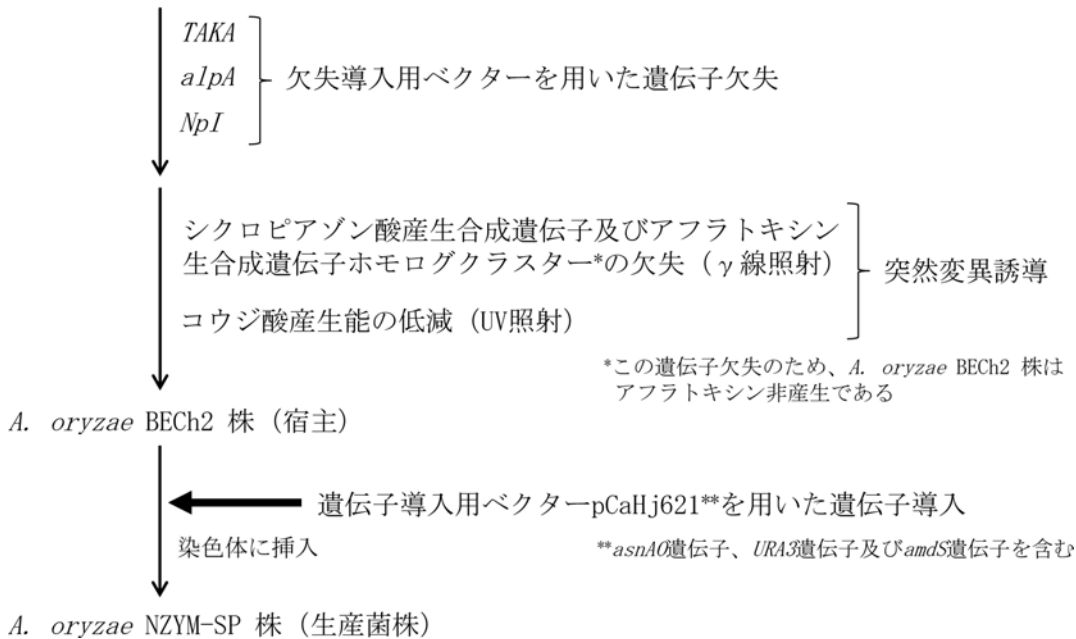 TAKA
alpA
NpI
欠失導入用ベクターを用いた遺伝子欠失
シクロピアゾン酸産生合成遺伝子及びアフラトキシン
生合成遺伝子ホモログクラスター*の欠失（γ線照射）
コウジ酸産生能の低減（UV照射）
突然変異誘導
*この遺伝子欠失のため、A. oryzae BECh2 株は
アフラトキシン非産生である
A. oryzae BECh2 株（宿主）
遺伝子導入用ベクターpCaHj621**を用いた遺伝子導入
染色体に挿入
**asnAO遺伝子、URA3遺伝子及びamdS遺伝子を含む
A. oryzae NZYM-SP 株（生産菌株）